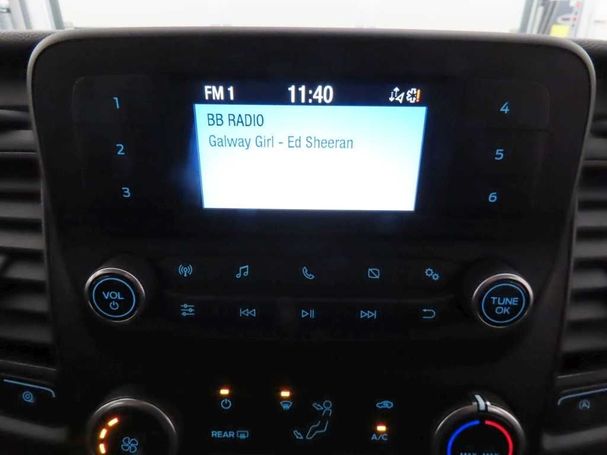 FM 1 11:40
BB RADIO
Galway Girl - Ed Sheeran
1
2
3
4
5
6
VOL
TUNE
OK
REAR
A/C